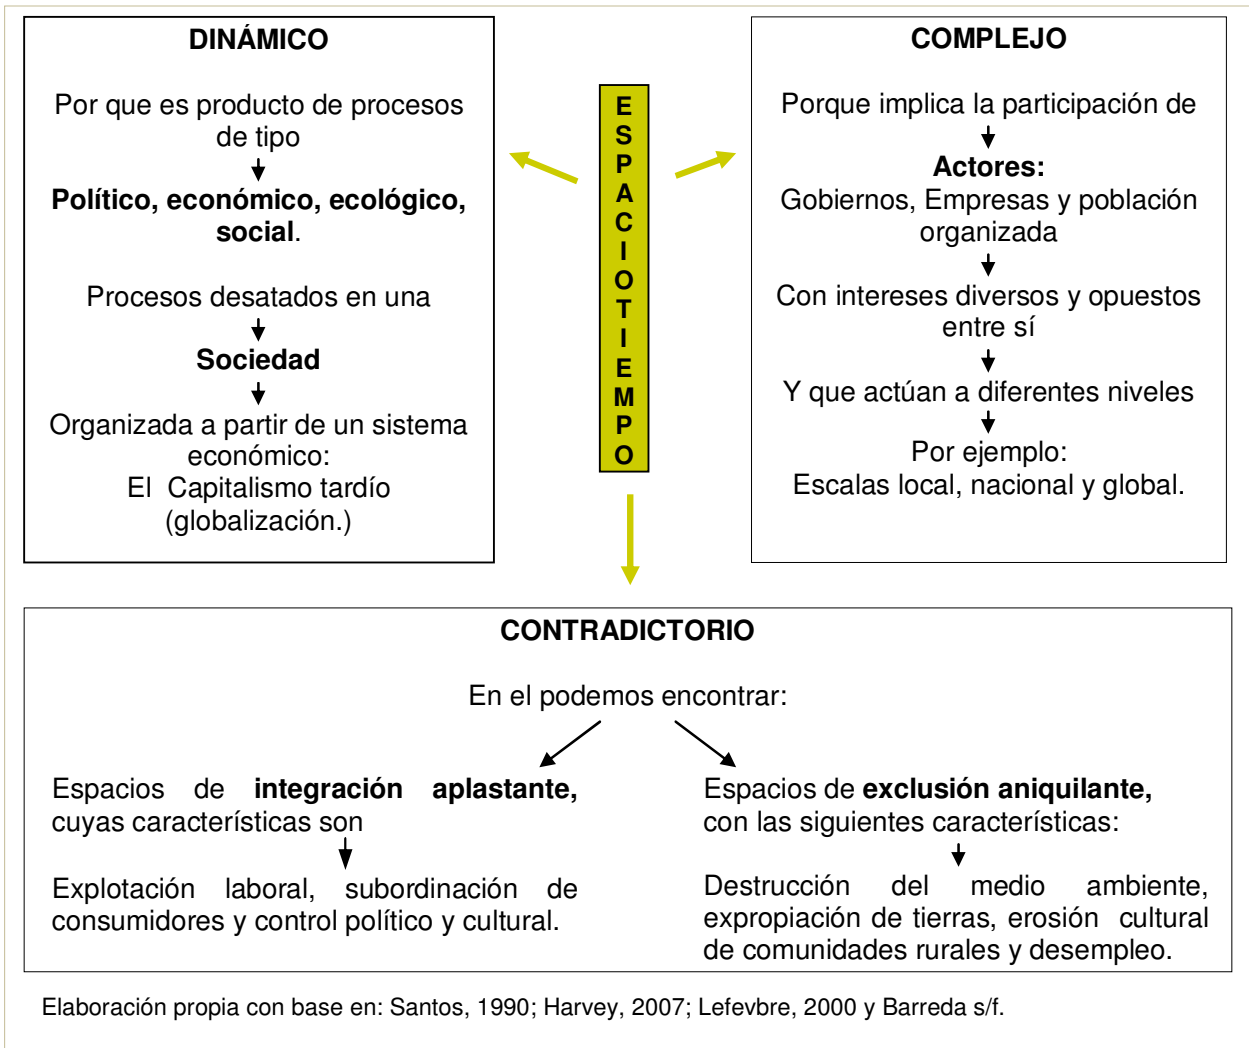 DINÁMICO
Por que es producto de procesos
de tipo
Político, económico, ecológico,
social.
Procesos desatados en una
Sociedad
Organizada a partir de un sistema
económico:
El Capitalismo tardío
(globalización.)
E
S
P
A
C
I
O
T
I
E
M
P
O
COMPLEJO
Porque implica la participación de
Actores:
Gobiernos, Empresas y población
organizada
Con intereses diversos y opuestos
entre sí
Y que actúan a diferentes niveles
Por ejemplo:
Escalas local, nacional y global.
CONTRADICTORIO
En el podemos encontrar:
Espacios de integración aplastante,
cuyas características son
Explotación laboral, subordinación de
consumidores y control político y cultural.
Espacios de exclusión aniquilante,
con las siguientes características:
Destrucción del medio ambiente,
expropiación de tierras, erosión cultural
de comunidades rurales y desempleo.
Elaboración propia con base en: Santos, 1990; Harvey, 2007; Lefevbre, 2000 y Barreda s/f.